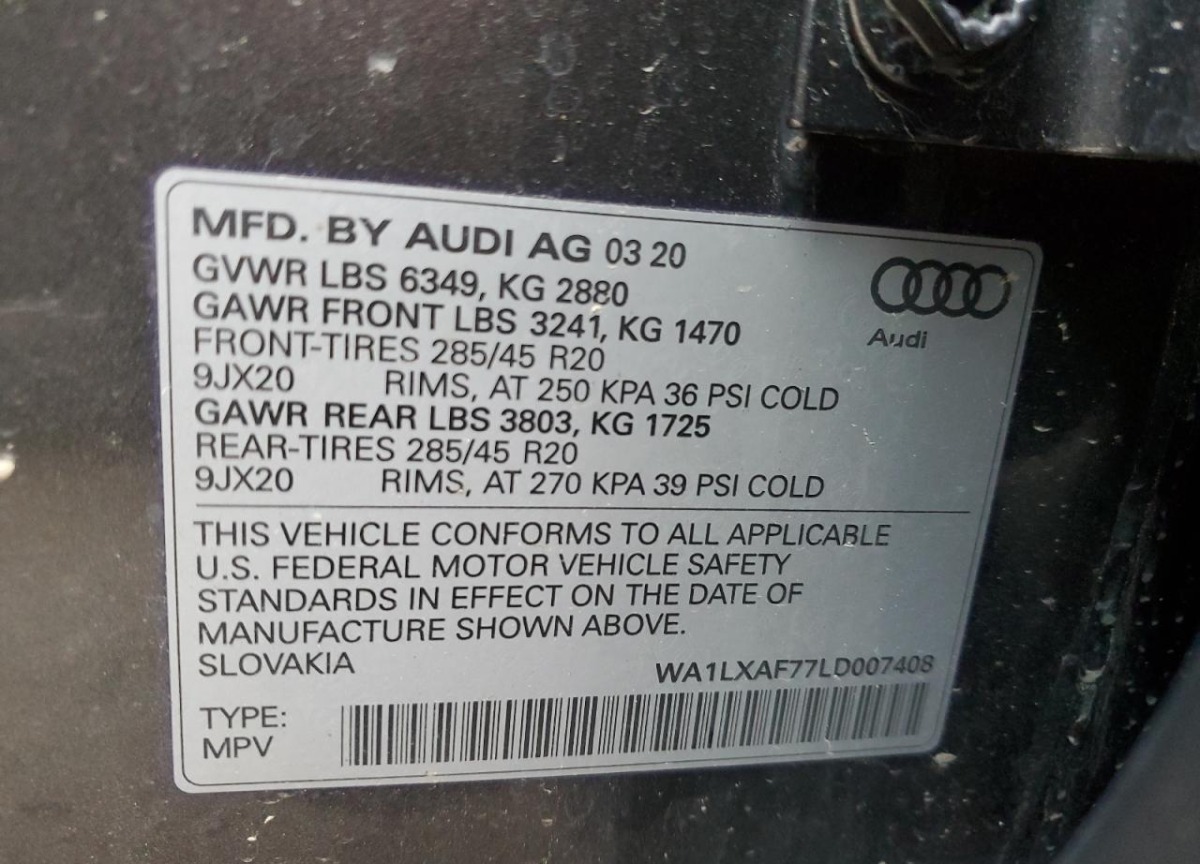 MFD. BY AUDI AG 03 20
GVWR LBS 6349, KG 2880
GAWR FRONT LBS 3241, KG 1470
FRONT-TIRES 285/45 R20
9JX20 RIMS, AT 250 KPA 36 PSI COLD
GAWR REAR LBS 3803, KG 1725
REAR-TIRES 285/45 R20
9JX20 RIMS, AT 270 KPA 39 PSI COLD
Audi
THIS VEHICLE CONFORMS TO ALL APPLICABLE
U.S. FEDERAL MOTOR VEHICLE SAFETY
STANDARDS IN EFFECT ON THE DATE OF
MANUFACTURE SHOWN ABOVE.
SLOVAKIA
WA1LXAF77LD007408
TYPE:
MPV